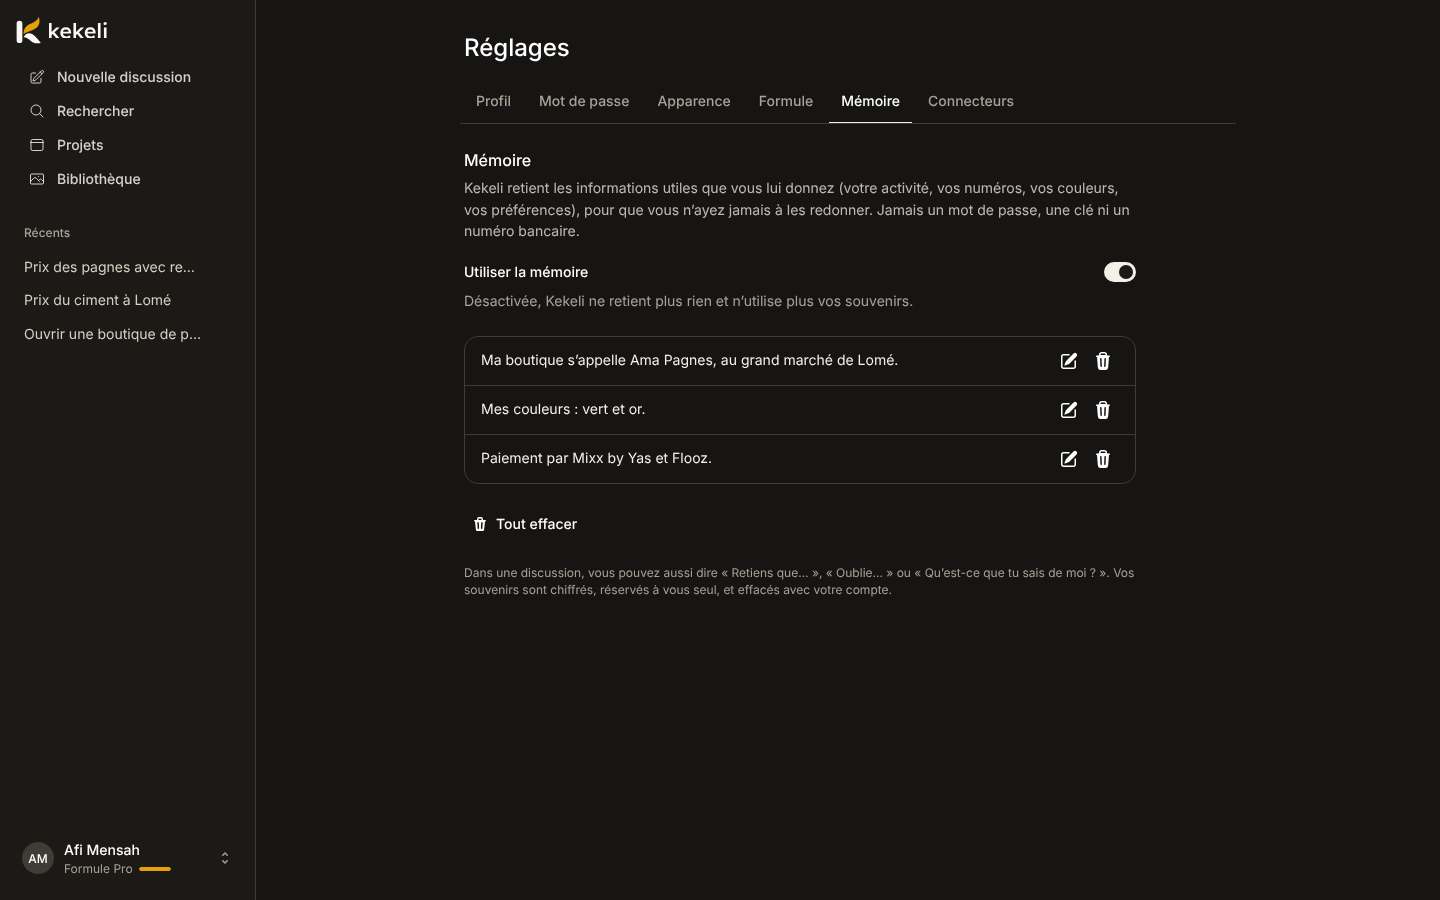 kekeli
Nouvelle discussion
Rechercher
Projets
Bibliothèque
Récents
Prix des pagnes avec re...
Prix du ciment à Lomé
Ouvrir une boutique de p...
AM
Afi Mensah
Formule Pro
Réglages
Profil
Mot de passe
Apparence
Formule
Mémoire
Connecteurs
Mémoire
Kekeli retient les informations utiles que vous lui donnez (votre activité, vos numéros, vos couleurs,
vos préférences), pour que vous n’ayez jamais à les redonner. Jamais un mot de passe, une clé ni un
numéro bancaire.
Utiliser la mémoire
Désactivée, Kekeli ne retient plus rien et n’utilise plus vos souvenirs.
Ma boutique s’appelle Ama Pagnes, au grand marché de Lomé.
Mes couleurs : vert et or.
Paiement par Mixx by Yas et Flooz.
Tout effacer
Dans une discussion, vous pouvez aussi dire « Retiens que... », « Oublie... » ou « Qu’est-ce que tu sais de moi ? ». Vos
souvenirs sont chiffrés, réservés à vous seul, et effacés avec votre compte.